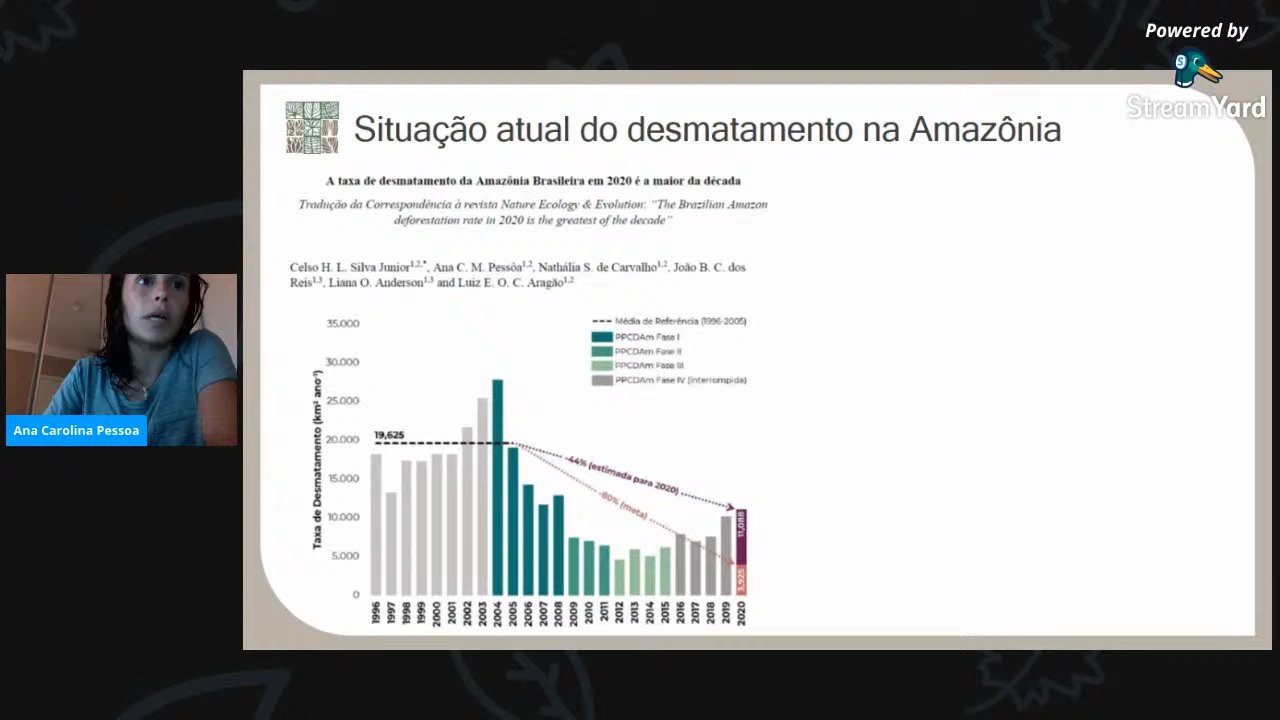 Powered by
StreamYard
Situação atual do desmatamento na Amazônia
A taxa de desmatamento da Amazônia Brasileira em 2020 é a maior da década
Tradução da Correspondência à revista Nature Ecology & Evolution: "The Brazilian Amazon
deforestation rate in 2020 is the greatest of the decade"
Celso H. L. Silva Junior1,2,*, Ana C. M. Pessôa1,2, Nathália S. de Carvalho1,2, João B. C. dos
Reis1,3, Liana O. Anderson1,3 and Luiz E. O. C. Aragão1,2
Ana Carolina Pessoa
Taxa de Desmatamento (km² ano-1)
35.000
30.000
25.000
20.000
15.000
10.000
5.000
0
Média de Referência (1996-2005)
PPCDAm Fase I
PPCDAm Fase II
PPCDAm Fase III
PPCDAm Fase IV (Interrompida)
19,625
-44% (estimada para 2020)
-80% (meta)
11,088
3,925
1996
1997
1998
1999
2000
2001
2002
2003
2004
2005
2006
2007
2008
2009
2010
2011
2012
2013
2014
2015
2016
2017
2018
2019
2020